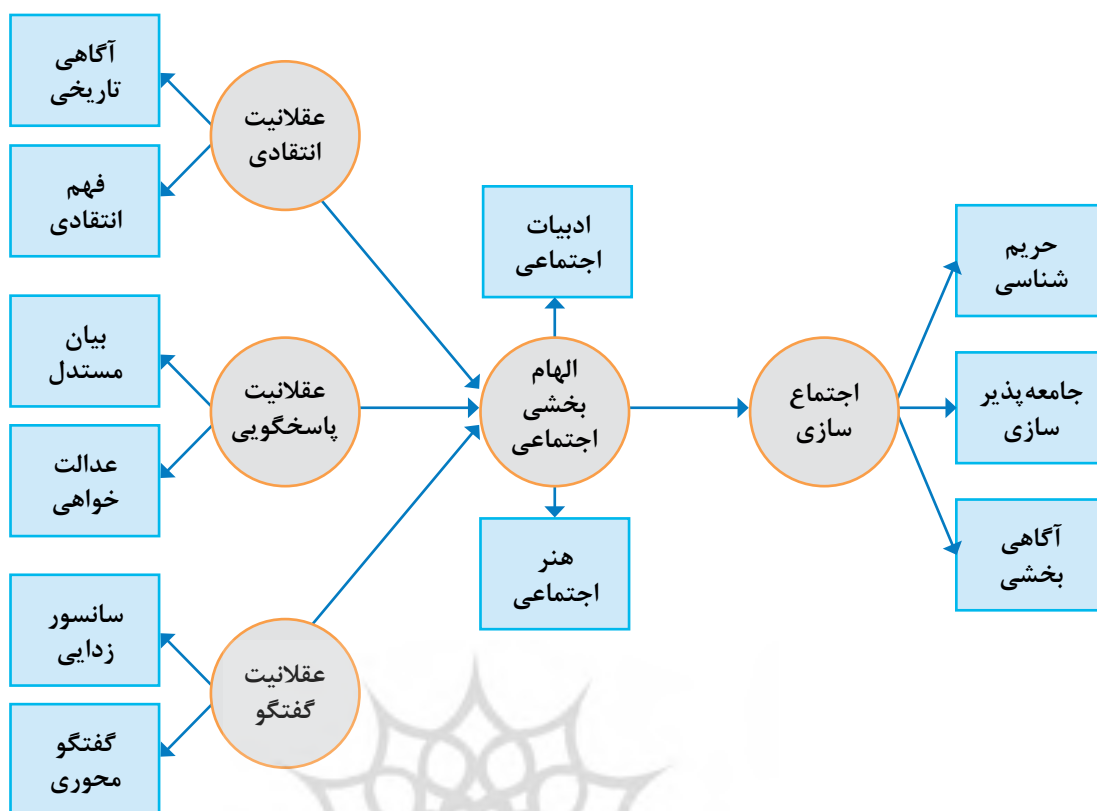 آگاهی
تاریخی
فهم
انتقادی
عقلانیت
انتقادی
بیان
مستدل
عدالت
خواهی
عقلانیت
پاسخگویی
سانسور
زدایی
گفتگو
محوری
عقلانیت
گفتگو
ادبیات
اجتماعی
الهام
بخشی
اجتماعی
هنر
اجتماعی
اجتماع
سازی
حریم
شناسی
جامعه‌پذیر
سازی
آگاهی
بخشی